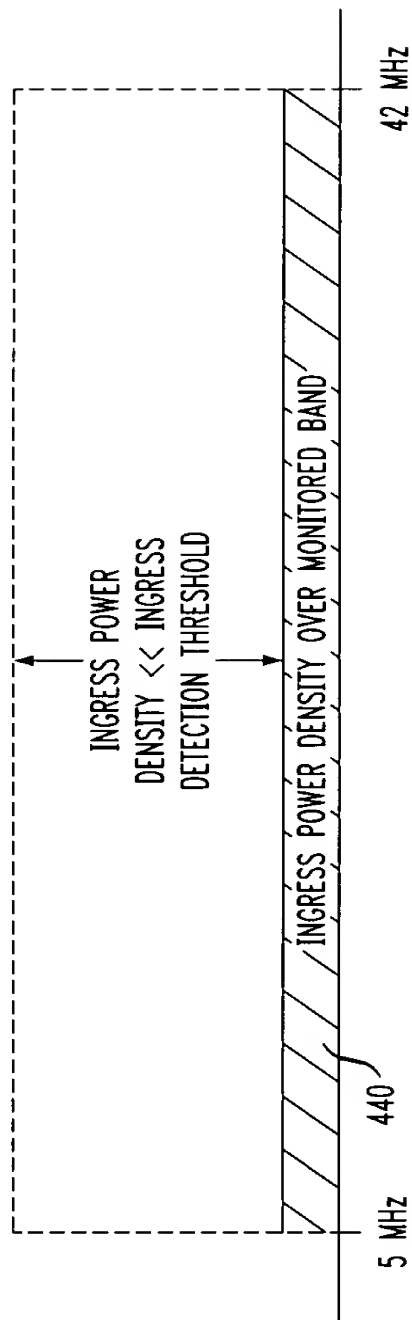 INGRESS POWER
DENSITY << INGRESS
DETECTION THRESHOLD
INGRESS POWER DENSITY OVER MONITORED BAND
440
5 MHz
42 MHz